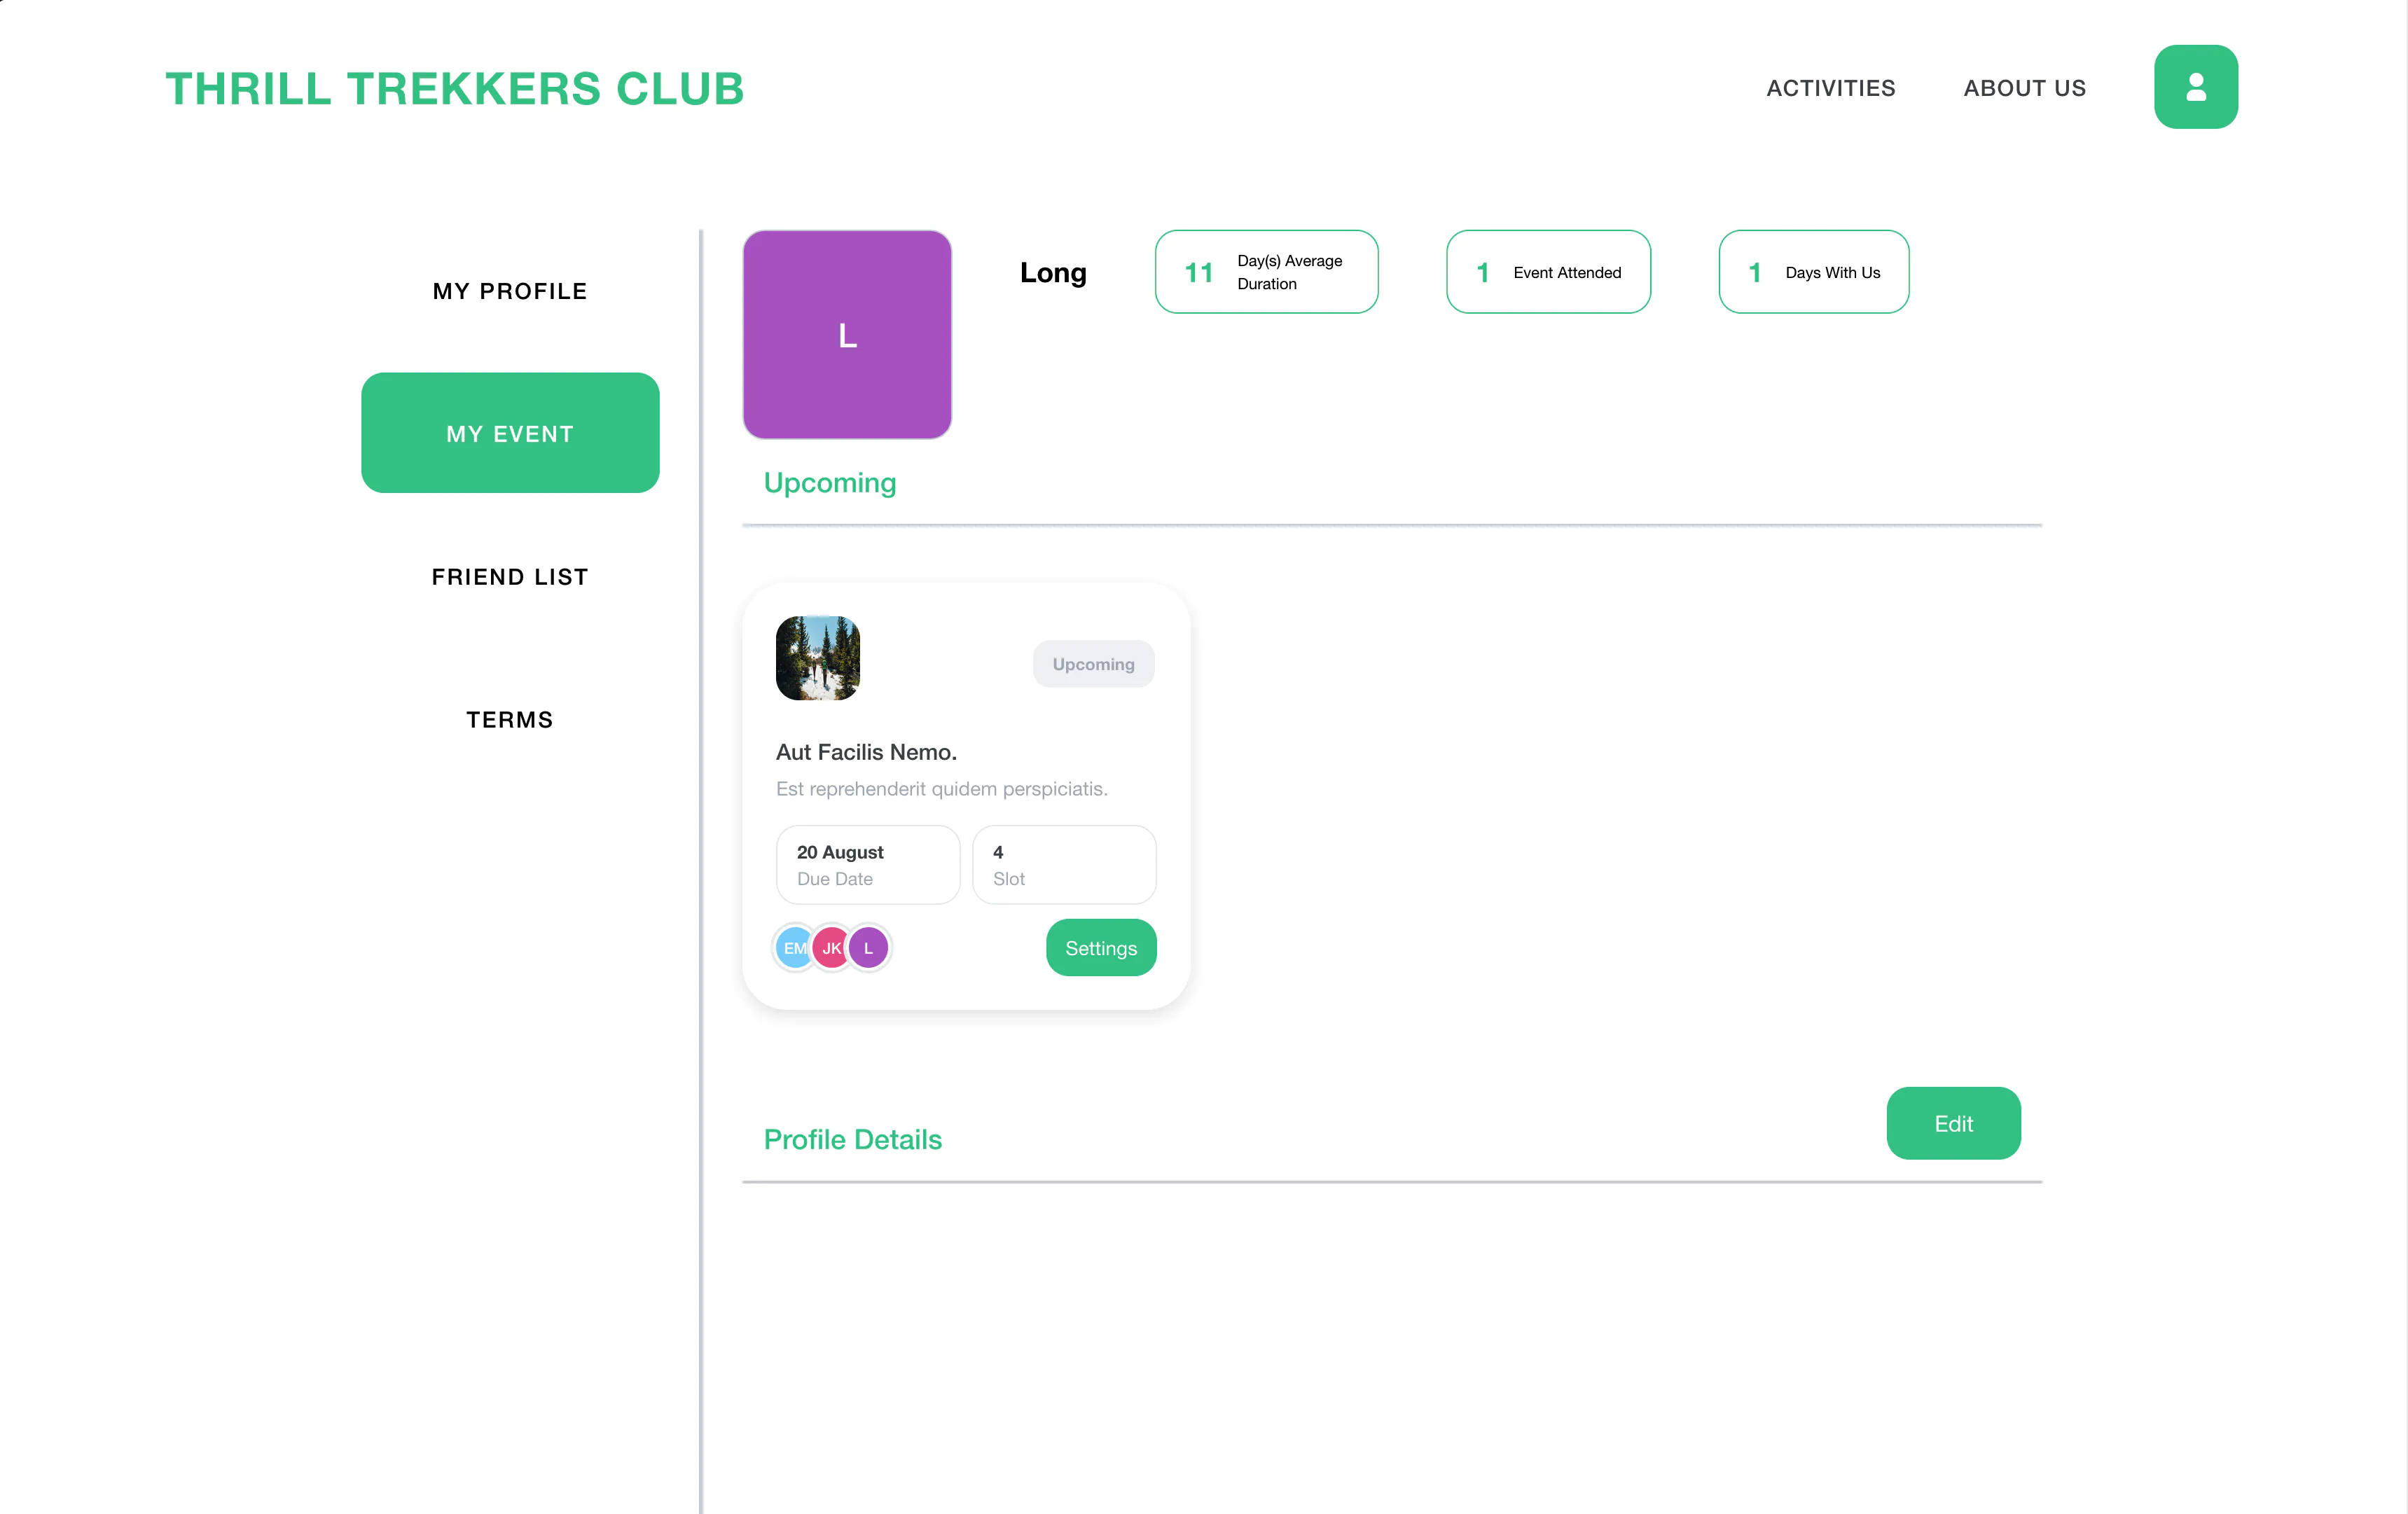 THRILL TREKKERS CLUB
ACTIVITIES
ABOUT US
MY PROFILE
MY EVENT
FRIEND LIST
TERMS
L
Long
11
Day(s) Average
Duration
1
Event Attended
1
Days With Us
Upcoming
Upcoming
Aut Facilis Nemo.
Est reprehenderit quidem perspiciatis.
20 August
Due Date
4
Slot
EM
JK
L
Settings
Profile Details
Edit